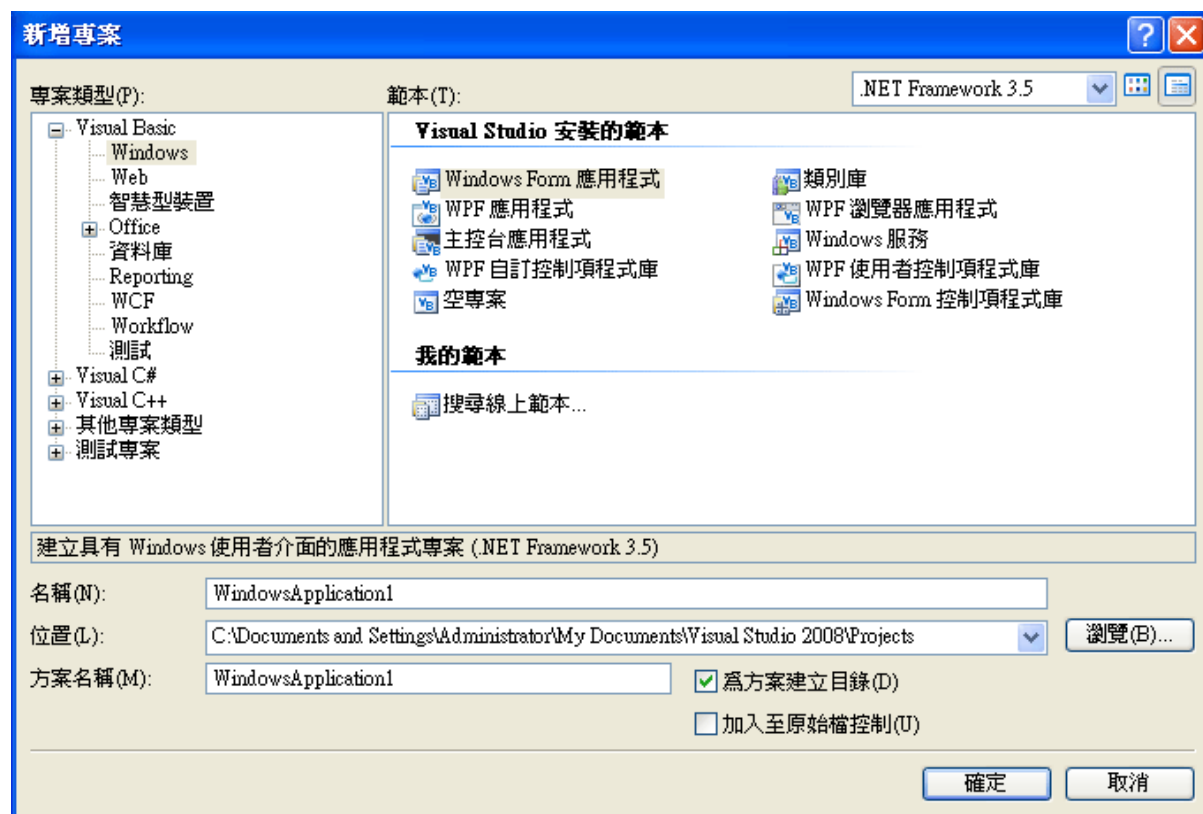 新增專案
專案類型(P):
範本(T):
.NET Framework 3.5
Visual Basic
Windows
Web
智慧型裝置
Office
資料庫
Reporting
WCF
Workflow
測試
Visual C#
Visual C++
其他專案類型
測試專案
Visual Studio 安裝的範本
Windows Form 應用程式
類別庫
WPF 應用程式
WPF 瀏覽器應用程式
主控台應用程式
Windows 服務
WPF 自訂控制項程式庫
WPF 使用者控制項程式庫
空專案
Windows Form 控制項程式庫
我的範本
搜尋線上範本...
建立具有 Windows 使用者介面的應用程式專案 (.NET Framework 3.5)
名稱(N):
WindowsApplication1
位置(L):
C:\Documents and Settings\Administrator\My Documents\Visual Studio 2008\Projects
瀏覽(B)...
方案名稱(M):
WindowsApplication1
為方案建立目錄(D)
加入至原始檔控制(U)
確定
取消